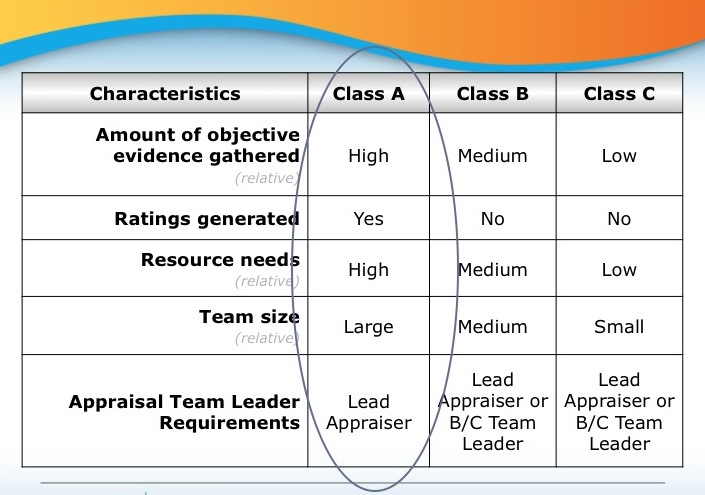 Characteristics Class A Class B Class C
Amount of objective
evidence gathered
(relative)
High Medium Low
Ratings generated Yes No No
Resource needs
(relative)
High Medium Low
Team size
(relative)
Large Medium Small
Appraisal Team Leader
Requirements
Lead
Appraiser
Lead
Appraiser or
B/C Team
Leader
Lead
Appraiser or
B/C Team
Leader